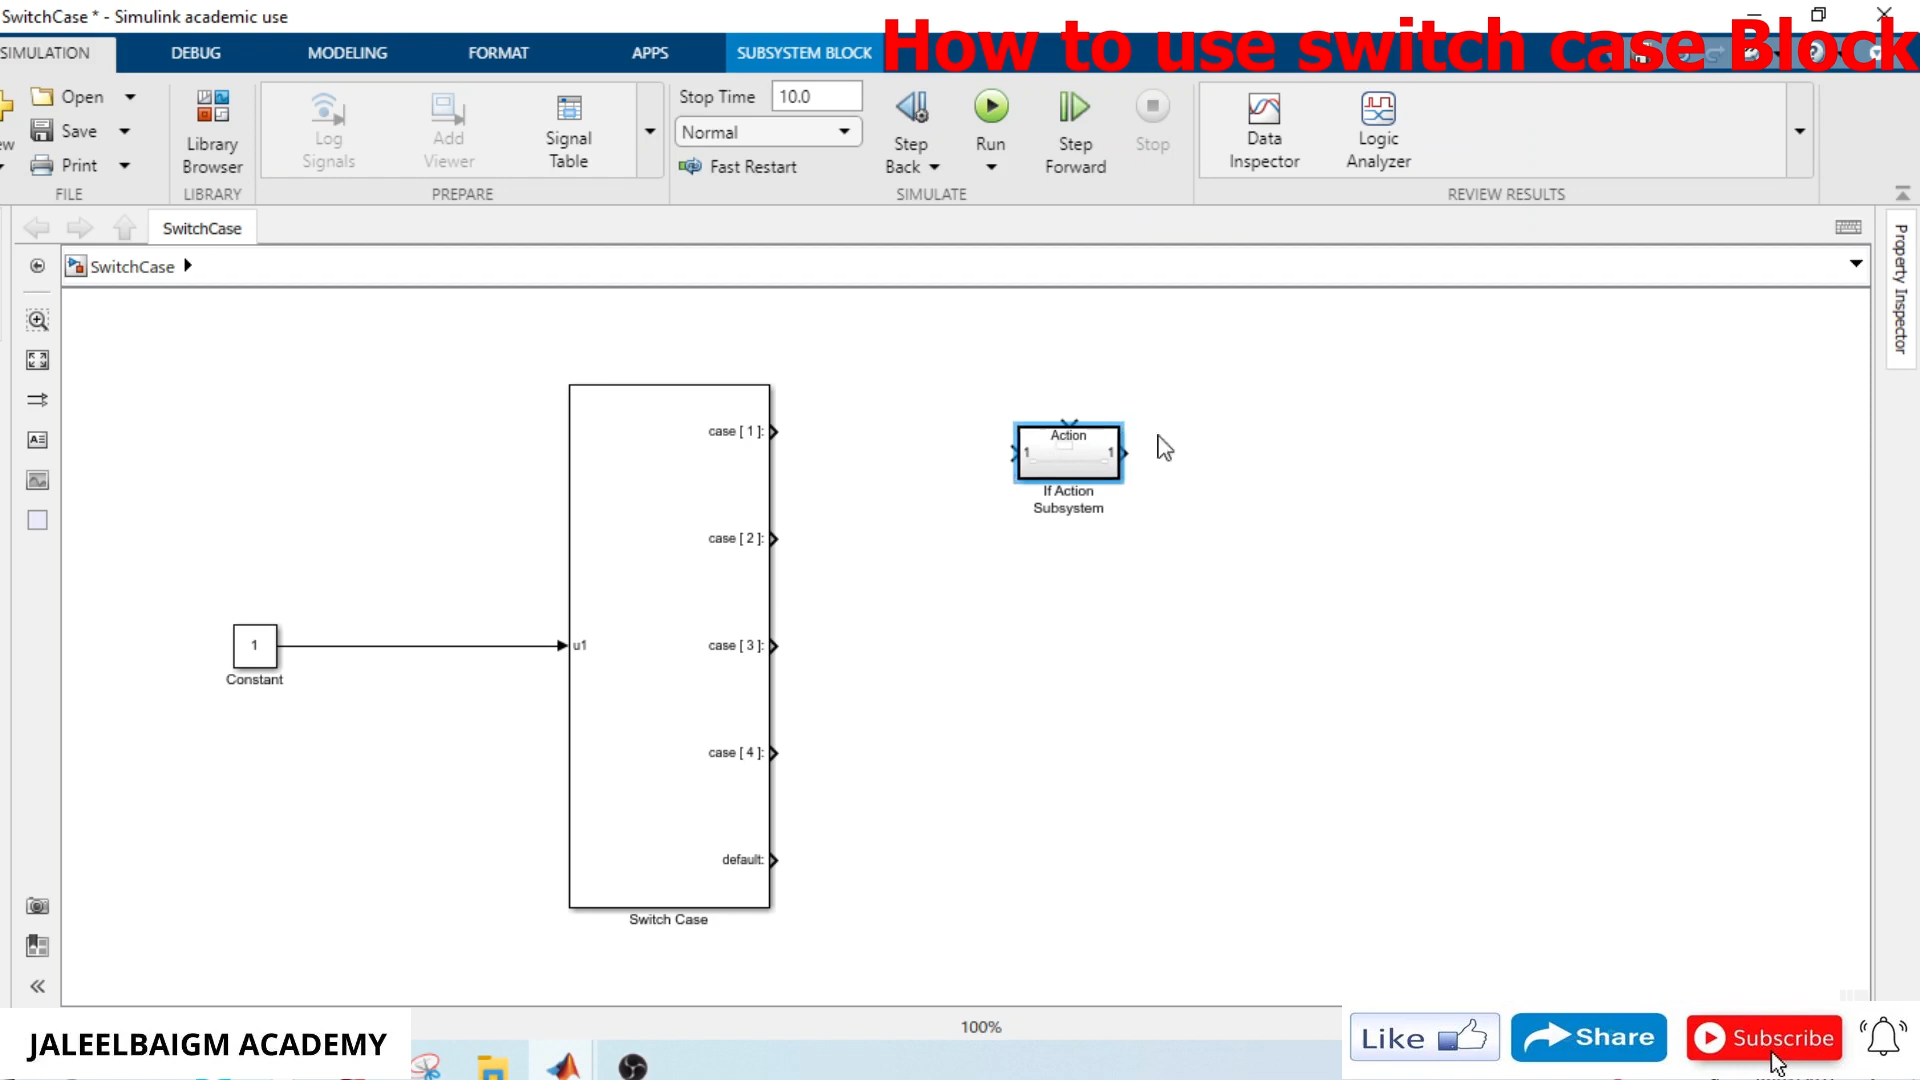 SwitchCase * - Simulink academic use
How to use switch case Block
SIMULATION
DEBUG
MODELING
FORMAT
APPS
SUBSYSTEM BLOCK
Open
Save
Print
FILE
Library
Browser
LIBRARY
Log
Signals
Add
Viewer
Signal
Table
PREPARE
Stop Time
10.0
Normal
Fast Restart
Step
Back
Run
Step
Forward
Stop
SIMULATE
Data
Inspector
Logic
Analyzer
REVIEW RESULTS
SwitchCase
SwitchCase
Property Inspector
case [ 1 ]:
case [ 2 ]:
u1
case [ 3 ]:
case [ 4 ]:
default:
Switch Case
1
Constant
Action
1
1
If Action
Subsystem
100%
JALEELBAIGM ACADEMY
Like
Share
Subscribe